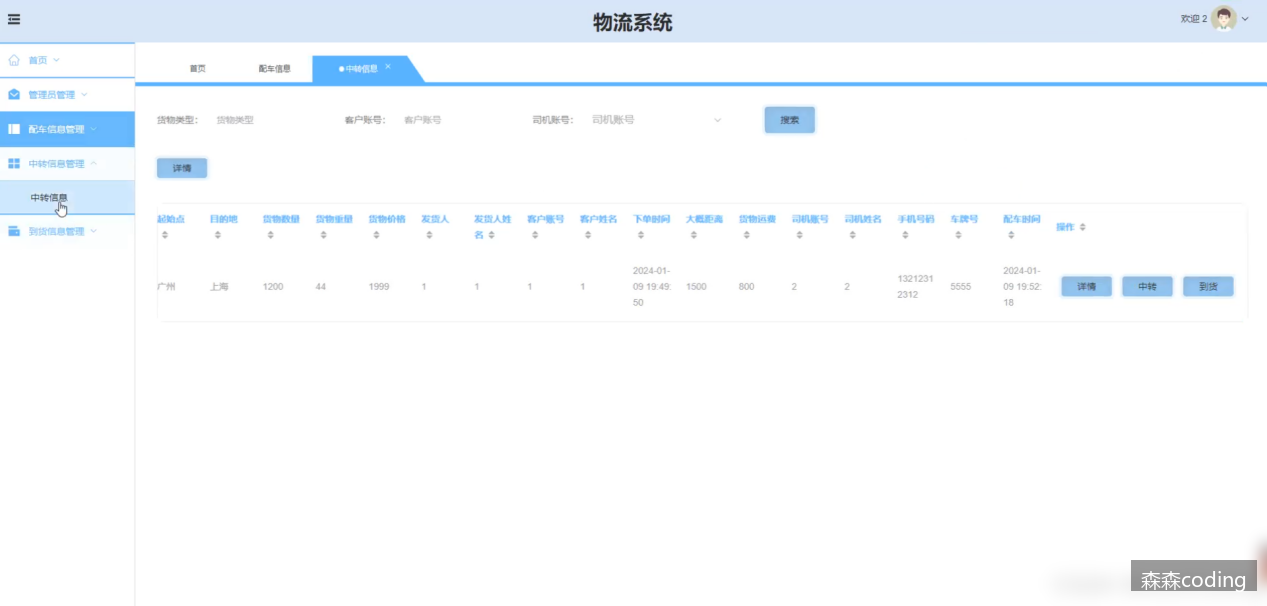 物流系统
欢迎 2
首页
管理员管理
配车信息管理
中转信息管理
中转信息
到货信息管理
首页 配车信息 中转信息
货物类型： 货物类型 客户账号： 客户账号 司机账号： 司机账号 搜索
详情
起始点 目的地 货物数量 货物重量 货物价格 发货人 发货人姓名 客户账号 客户姓名 下单时间 大概距离 货物运费 司机账号 司机姓名 手机号码 车牌号 配车时间 操作
广州 上海 1200 44 1999 1 1 1 1 2024-01-09 19:49:50 1500 800 2 2 13212312312 5555 2024-01-09 19:52:18 详情 中转 到货
森森coding